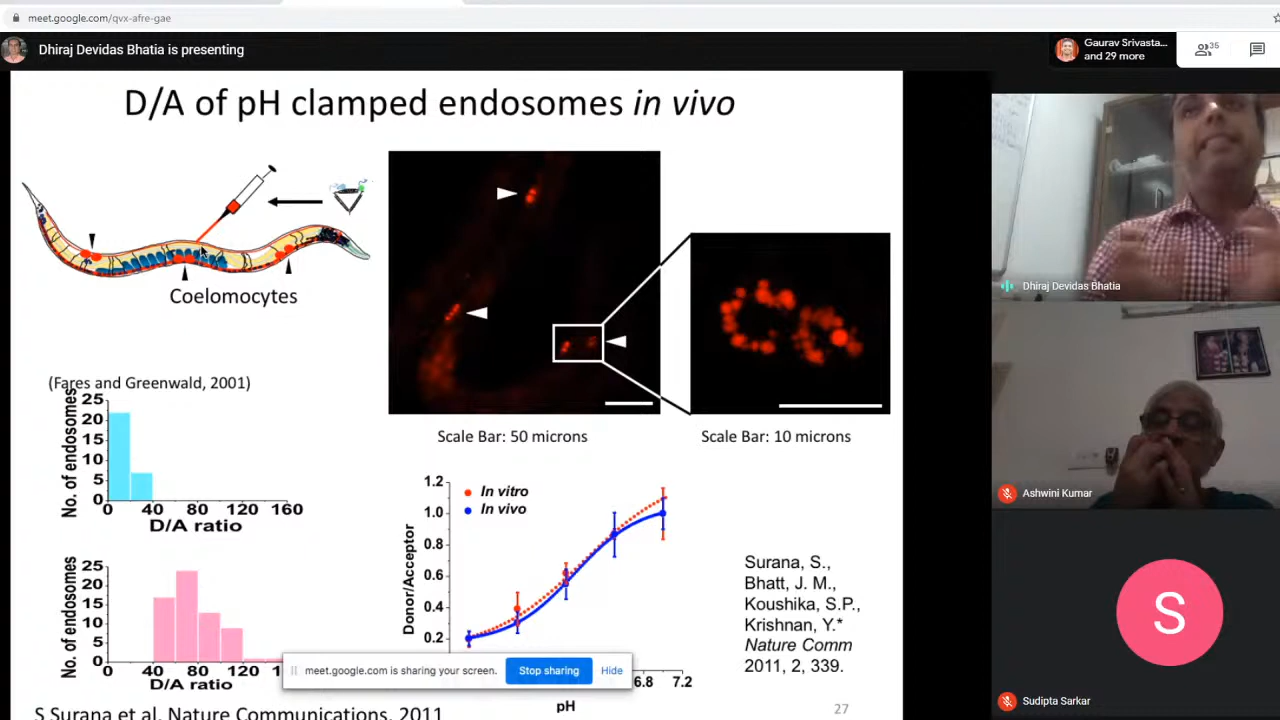 meet.google.com/qvx-afre-gae
Dhiraj Devidas Bhatia is presenting
Gaurav Srivasta...
and 29 more
35
D/A of pH clamped endosomes in vivo
Coelomocytes
(Fares and Greenwald, 2001)
Scale Bar: 50 microns
Scale Bar: 10 microns
No. of endosomes
25
20
15
10
5
0
0 40 80 120 160
D/A ratio
No. of endosomes
25
20
15
10
5
0
0 40 80 120
D/A ratio
In vitro
In vivo
Donor/Acceptor
1.2
1.0
0.8
0.6
0.4
0.2
6.8 7.2
pH
Surana, S.,
Bhatt, J. M.,
Koushika, S.P.,
Krishnan, Y.*
Nature Comm
2011, 2, 339.
meet.google.com is sharing your screen.
Stop sharing
Hide
S Surana et al, Nature Communications, 2011
27
Dhiraj Devidas Bhatia
Ashwini Kumar
S
Sudipta Sarkar